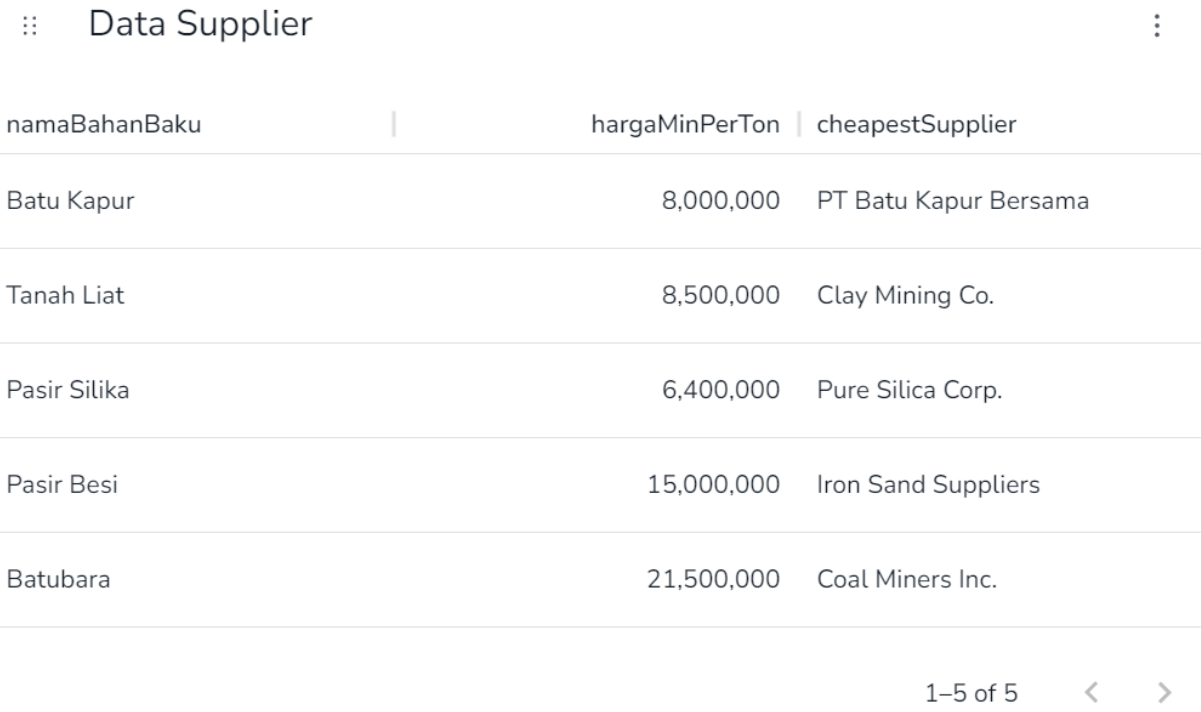 Data Supplier
namaBahanBaku hargaMinPerTon cheapestSupplier
Batu Kapur 8,000,000 PT Batu Kapur Bersama
Tanah Liat 8,500,000 Clay Mining Co.
Pasir Silika 6,400,000 Pure Silica Corp.
Pasir Besi 15,000,000 Iron Sand Suppliers
Batubara 21,500,000 Coal Miners Inc.
1–5 of 5